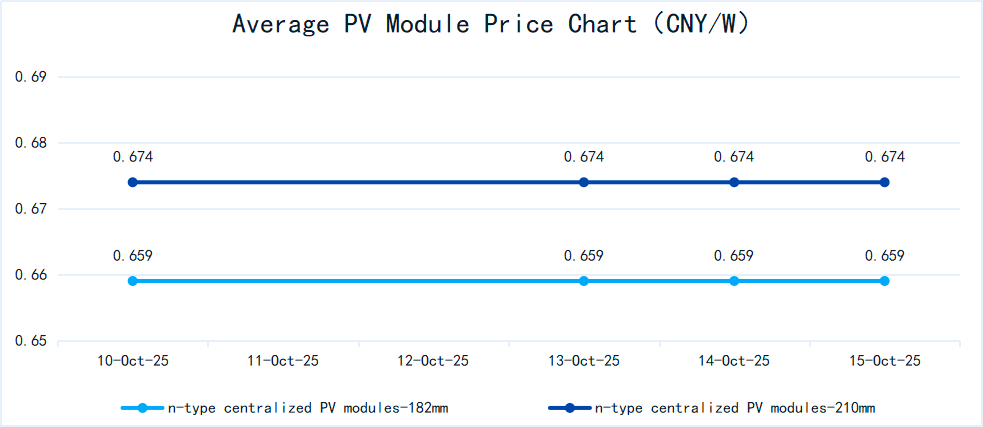 Average PV Module Price Chart (CNY/W)
0.69
0.68
0.674 0.674 0.674 0.674
0.67
0.659 0.659 0.659 0.659
0.66
0.65
10-Oct-25 11-Oct-25 12-Oct-25 13-Oct-25 14-Oct-25 15-Oct-25
n-type centralized PV modules-182mm n-type centralized PV modules-210mm